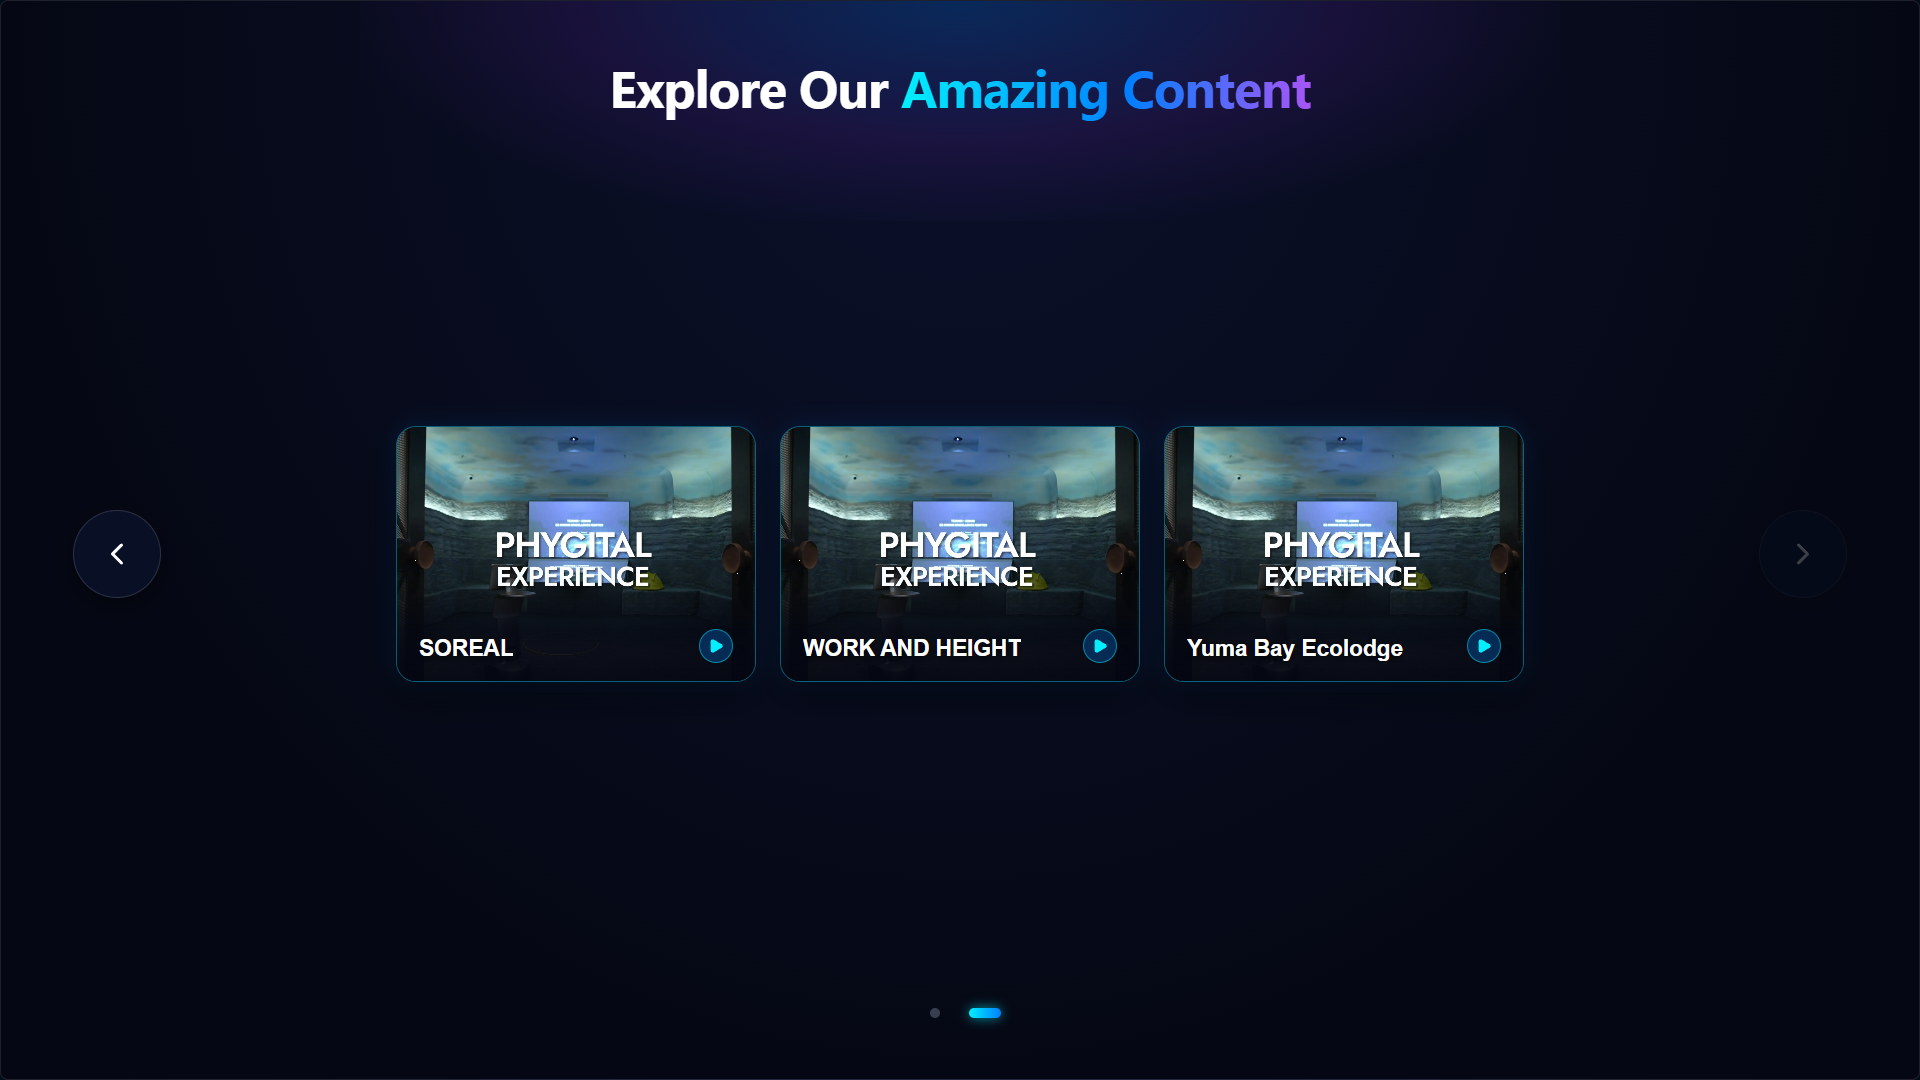 Explore Our Amazing Content
PHYGITAL
EXPERIENCE
SOREAL
PHYGITAL
EXPERIENCE
WORK AND HEIGHT
PHYGITAL
EXPERIENCE
Yuma Bay Ecolodge